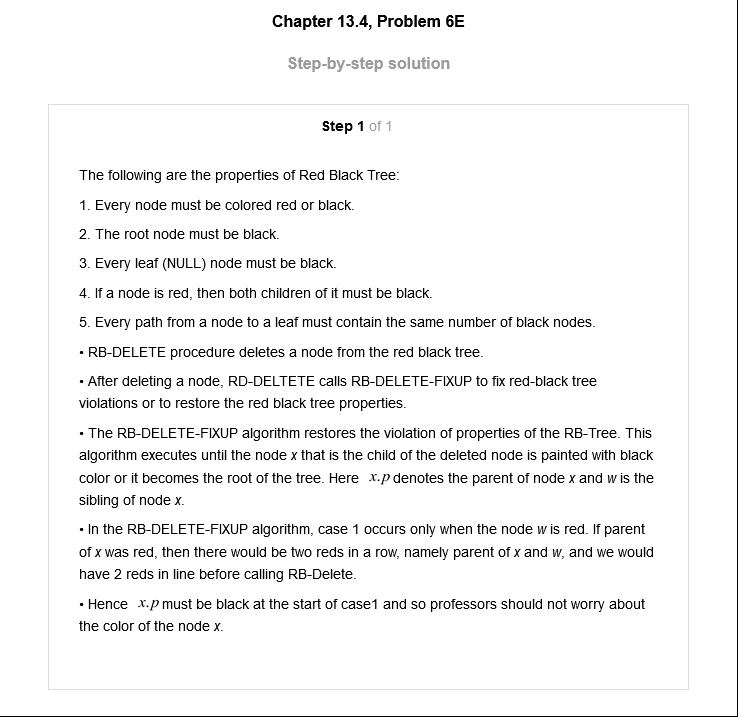 Chapter 13.4, Problem 6E
Step-by-step solution
Step 1 of 1
The following are the properties of Red Black Tree:
1. Every node must be colored red or black.
2. The root node must be black.
3. Every leaf (NULL) node must be black.
4. If a node is red, then both children of it must be black.
5. Every path from a node to a leaf must contain the same number of black nodes.
• RB-DELETE procedure deletes a node from the red black tree.
• After deleting a node, RD-DELTETE calls RB-DELETE-FIXUP to fix red-black tree
violations or to restore the red black tree properties.
• The RB-DELETE-FIXUP algorithm restores the violation of properties of the RB-Tree. This
algorithm executes until the node x that is the child of the deleted node is painted with black
color or it becomes the root of the tree. Here x.p denotes the parent of node x and w is the
sibling of node x.
• In the RB-DELETE-FIXUP algorithm, case 1 occurs only when the node w is red. If parent
of x was red, then there would be two reds in a row, namely parent of x and w, and we would
have 2 reds in line before calling RB-Delete.
• Hence x.p must be black at the start of case1 and so professors should not worry about
the color of the node x.